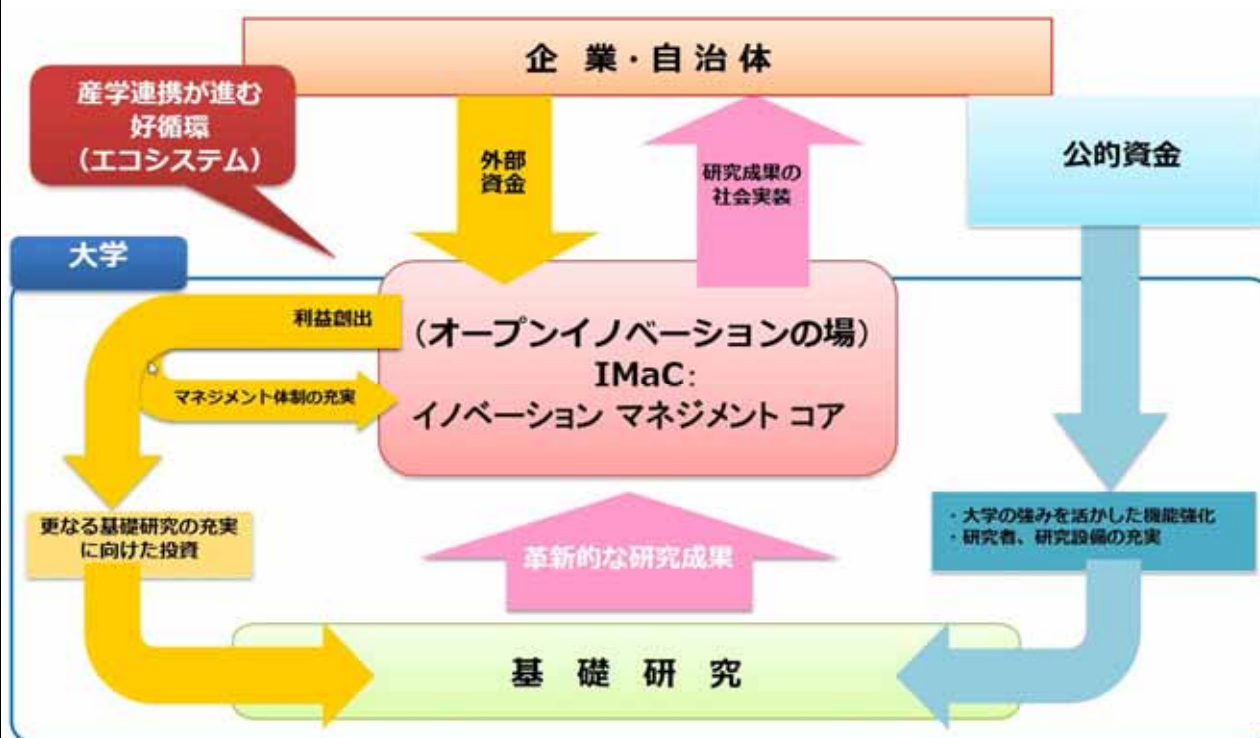 企 業・自 治 体
産学連携が進む
好循環
（エコシステム）
外部
資金
研究成果の
社会実装
公的資金
大学
利益創出
マネジメント体制の充実
（オープンイノベーションの場）
IMaC：
イノベーション マネジメント コア
更なる基礎研究の充実
に向けた投資
革新的な研究成果
・大学の強みを活かした機能強化
・研究者、研究設備の充実
基 礎 研 究